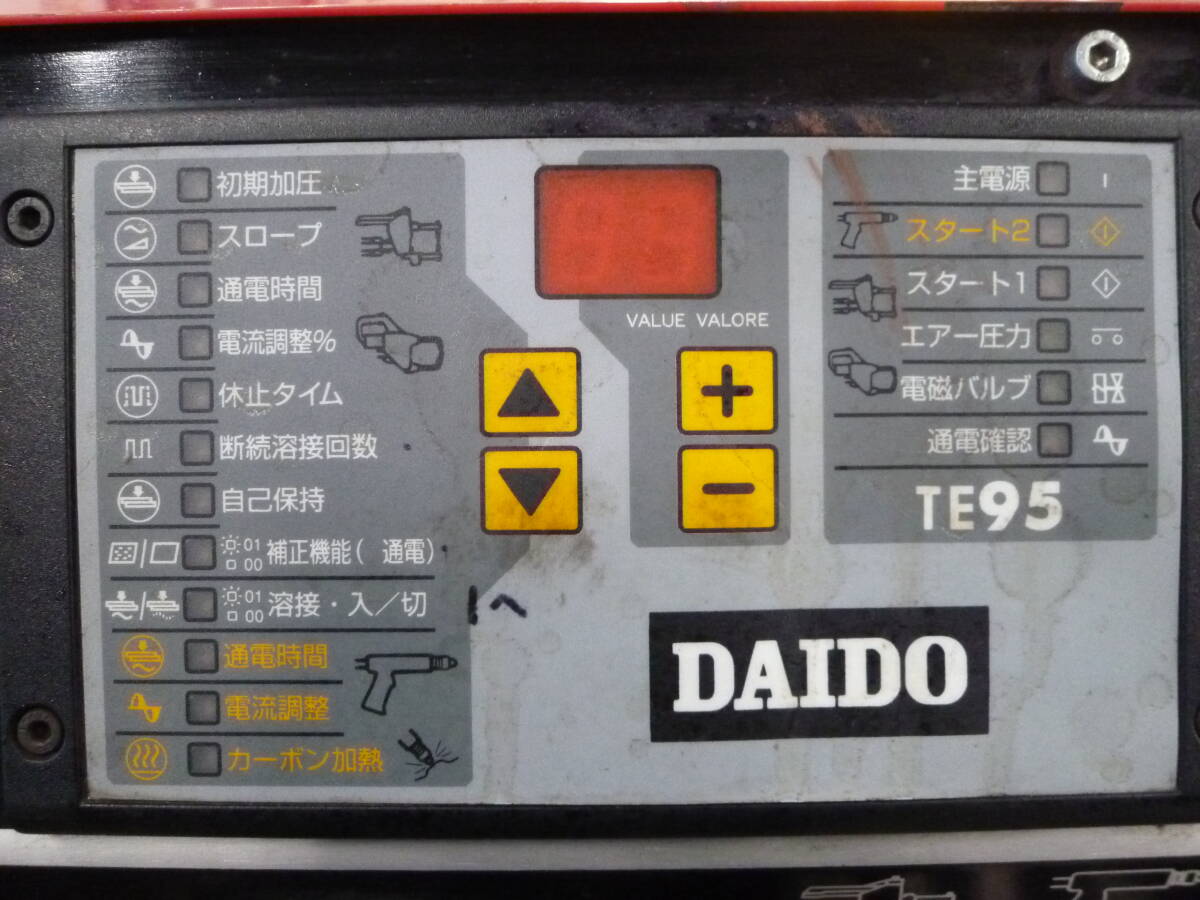 初期加圧
スロープ
通電時間
電流調整%
休止タイム
断続溶接回数
自己保持
01
00 補正機能( 通電)
01
00 溶接・入/切
通電時間
電流調整
カーボン加熱
VALUE VALORE
+
−
主電源 I
スタート2
スタート1
エアー圧力
電磁バルブ
通電確認
TE95
DAIDO